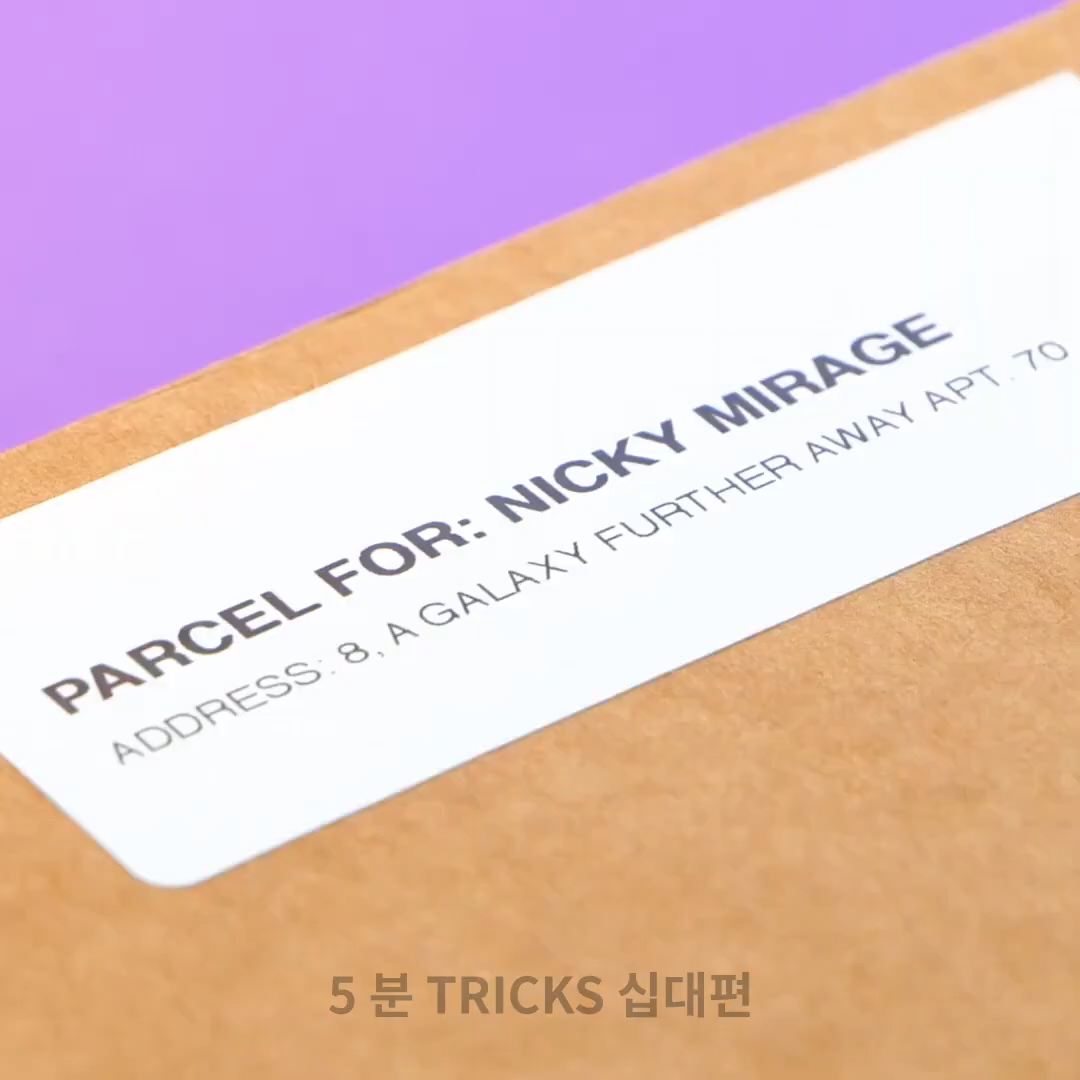 PARCEL FOR: NICKY MIRAGE
ADDRESS: 8, A GALAXY FURTHER AWAY APT. 70
5 분 TRICKS 십대편